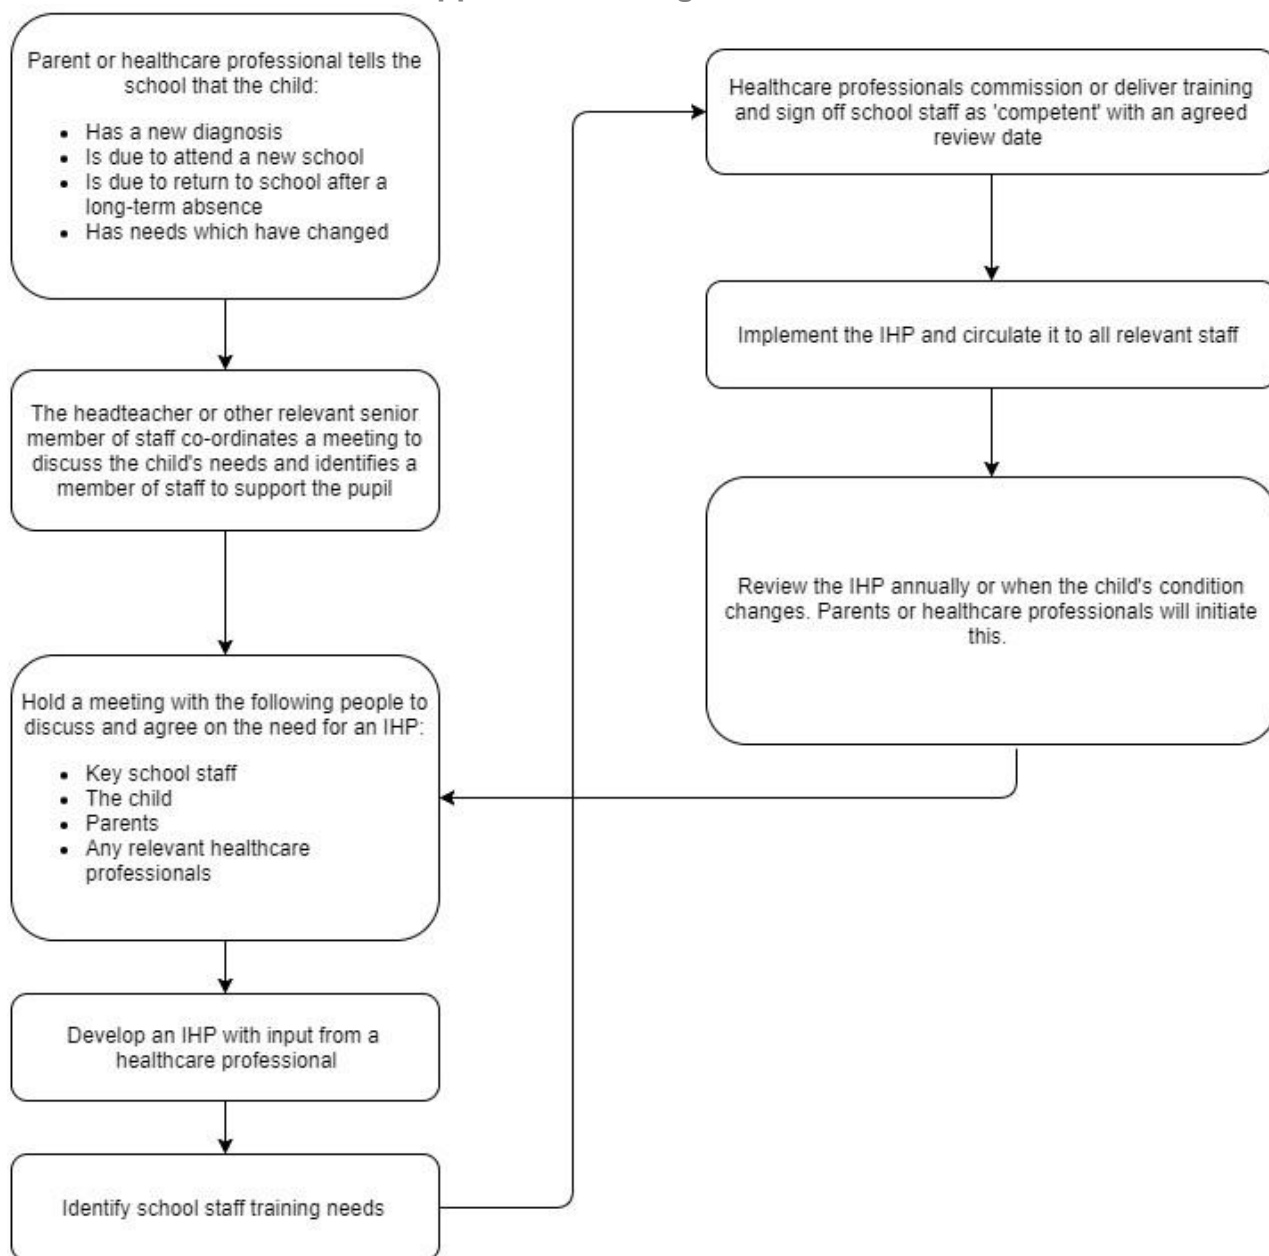 Parent or healthcare professional tells the
school that the child:
• Has a new diagnosis
• Is due to attend a new school
• Is due to return to school after a
long-term absence
• Has needs which have changed
The headteacher or other relevant senior
member of staff co-ordinates a meeting to
discuss the child's needs and identifies a
member of staff to support the pupil
Hold a meeting with the following people to
discuss and agree on the need for an IHP:
• Key school staff
• The child
• Parents
• Any relevant healthcare
professionals
Develop an IHP with input from a
healthcare professional
Identify school staff training needs
Healthcare professionals commission or deliver training
and sign off school staff as 'competent' with an agreed
review date
Implement the IHP and circulate it to all relevant staff
Review the IHP annually or when the child's condition
changes. Parents or healthcare professionals will initiate
this.